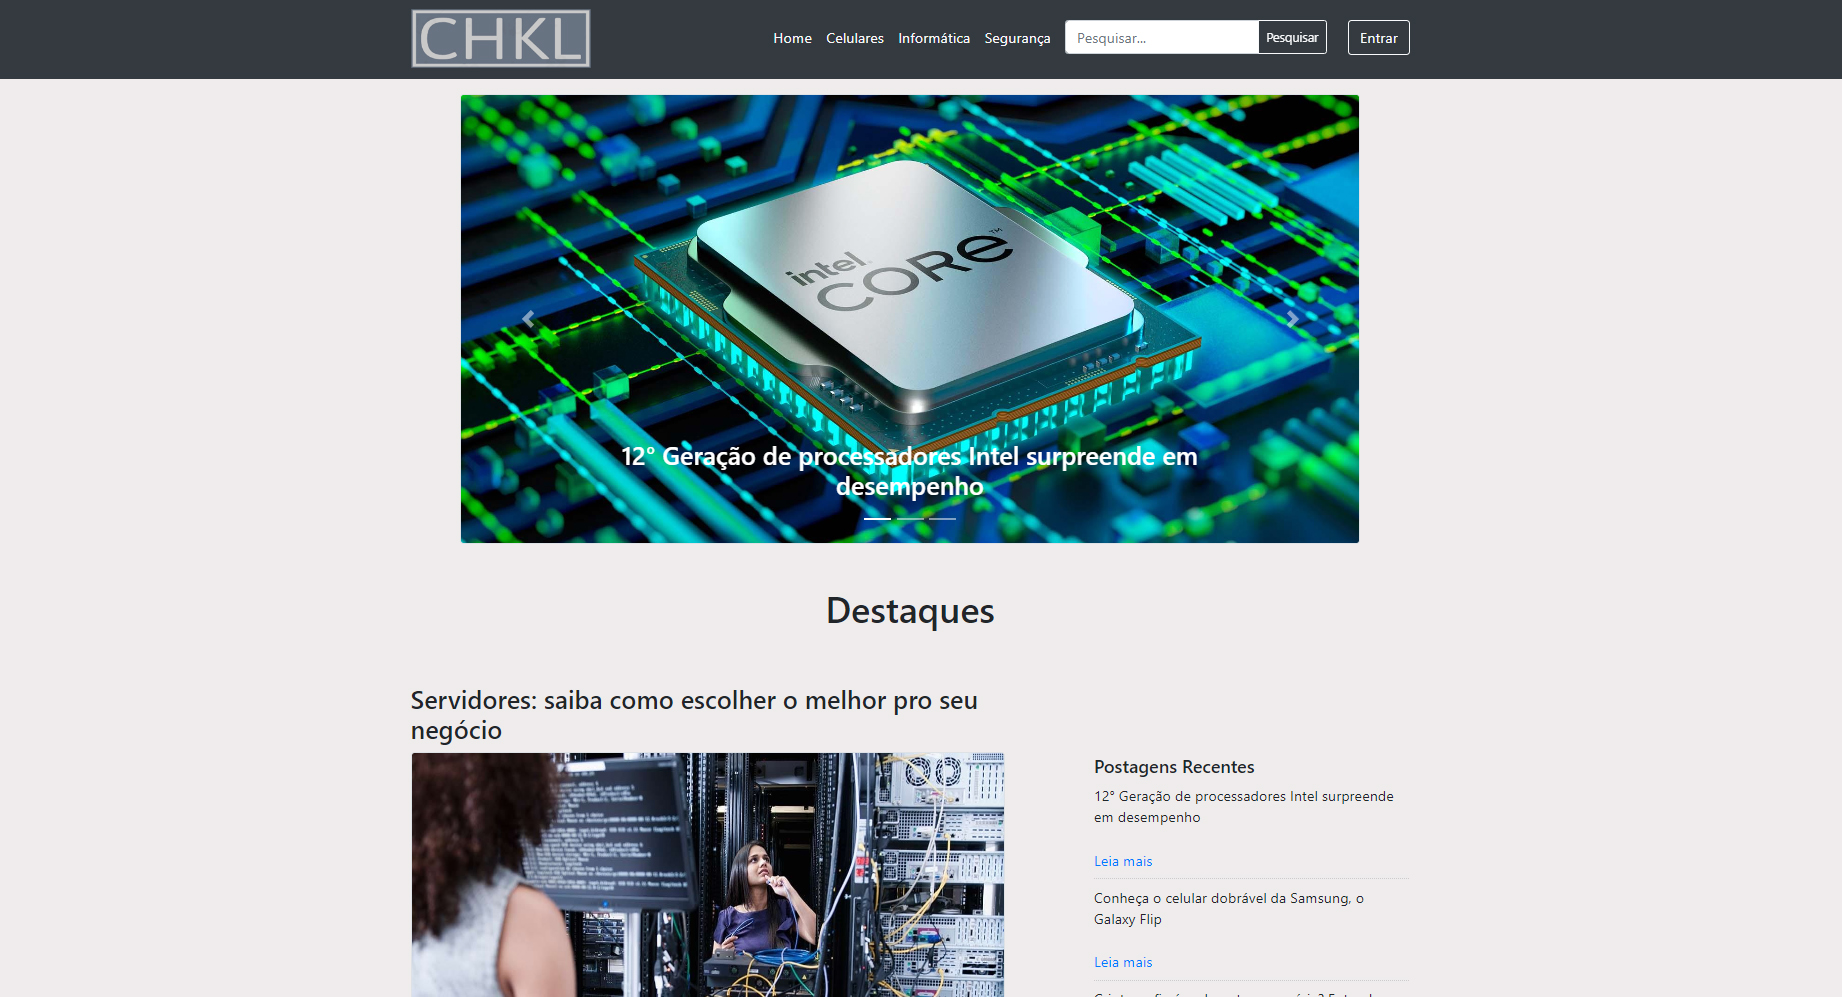 CHKL
Home Celulares Informática Segurança Pesquisar... Pesquisar Entrar
intel.
CORE™
12° Geração de processadores Intel surpreende em
desempenho
Destaques
Servidores: saiba como escolher o melhor pro seu
negócio
Postagens Recentes
12° Geração de processadores Intel surpreende
em desempenho
Leia mais
Conheça o celular dobrável da Samsung, o
Galaxy Flip
Leia mais